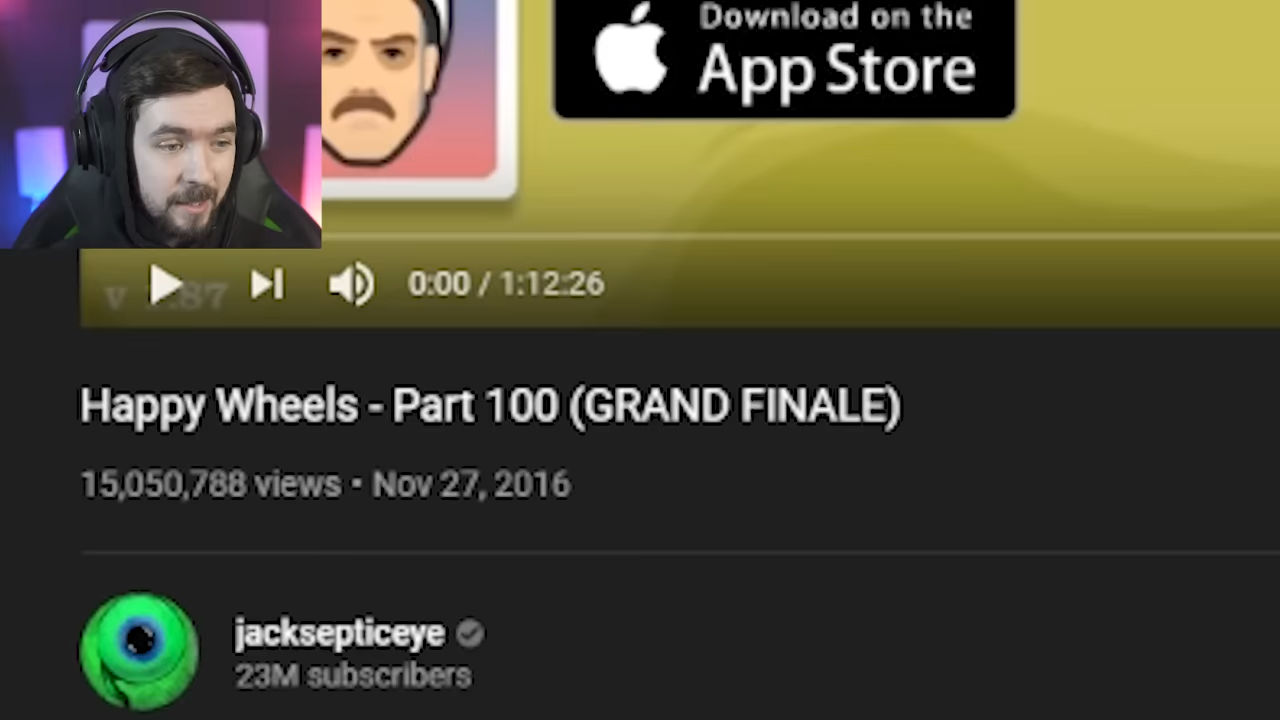 Download on the
App Store
0:00 / 1:12:26
Happy Wheels - Part 100 (GRAND FINALE)
15,050,788 views • Nov 27, 2016
jacksepticeye
23M subscribers